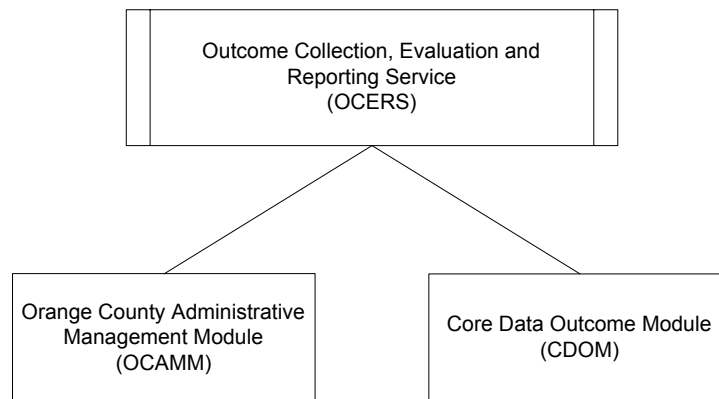 Outcome Collection, Evaluation and
Reporting Service
(OCERS)
Orange County Administrative
Management Module
(OCAMM)
Core Data Outcome Module
(CDOM)